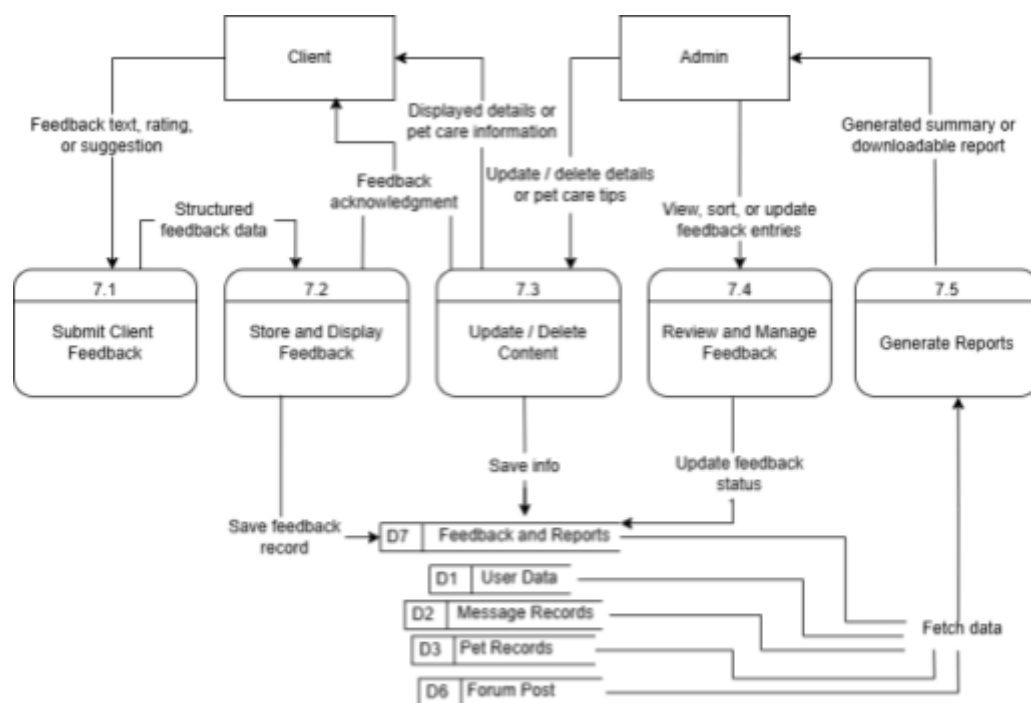 Client
Admin
Feedback text, rating,
or suggestion
Displayed details or
pet care information
Generated summary or
downloadable report
Feedback
acknowledgment
Update / delete details
or pet care tips
Structured
feedback data
View, sort, or update
feedback entries
7.1
Submit Client
Feedback
7.2
Store and Display
Feedback
7.3
Update / Delete
Content
7.4
Review and Manage
Feedback
7.5
Generate Reports
Save info
Update feedback
status
Save feedback
record
D7 Feedback and Reports
D1 User Data
D2 Message Records
D3 Pet Records
D6 Forum Post
Fetch data